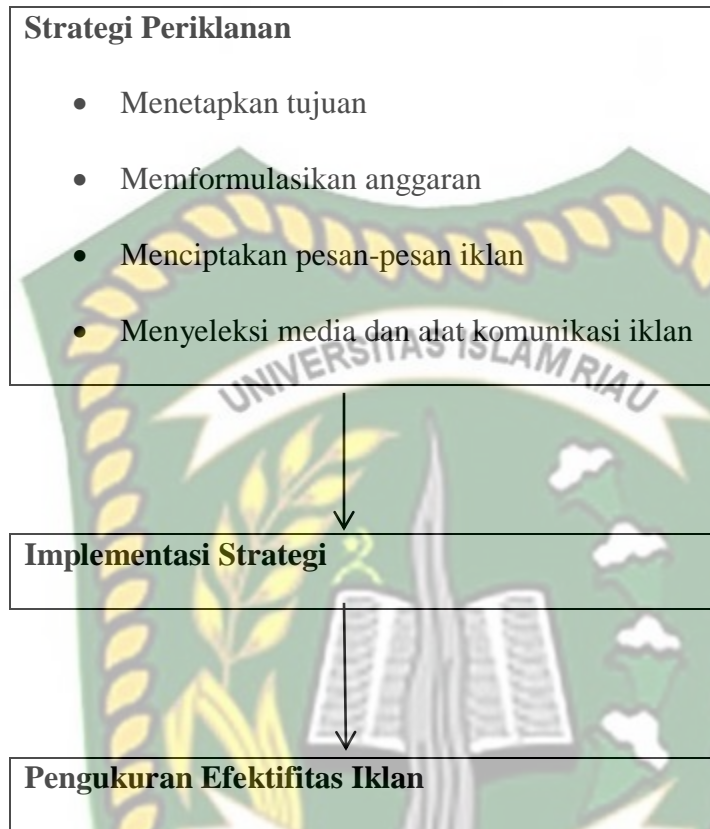 Strategi Periklanan
• Menetapkan tujuan
• Memformulasikan anggaran
• Menciptakan pesan-pesan iklan
• Menyeleksi media dan alat komunikasi iklan
UNIVERSITAS ISLAM RIAU
Implementasi Strategi
Pengukuran Efektifitas Iklan